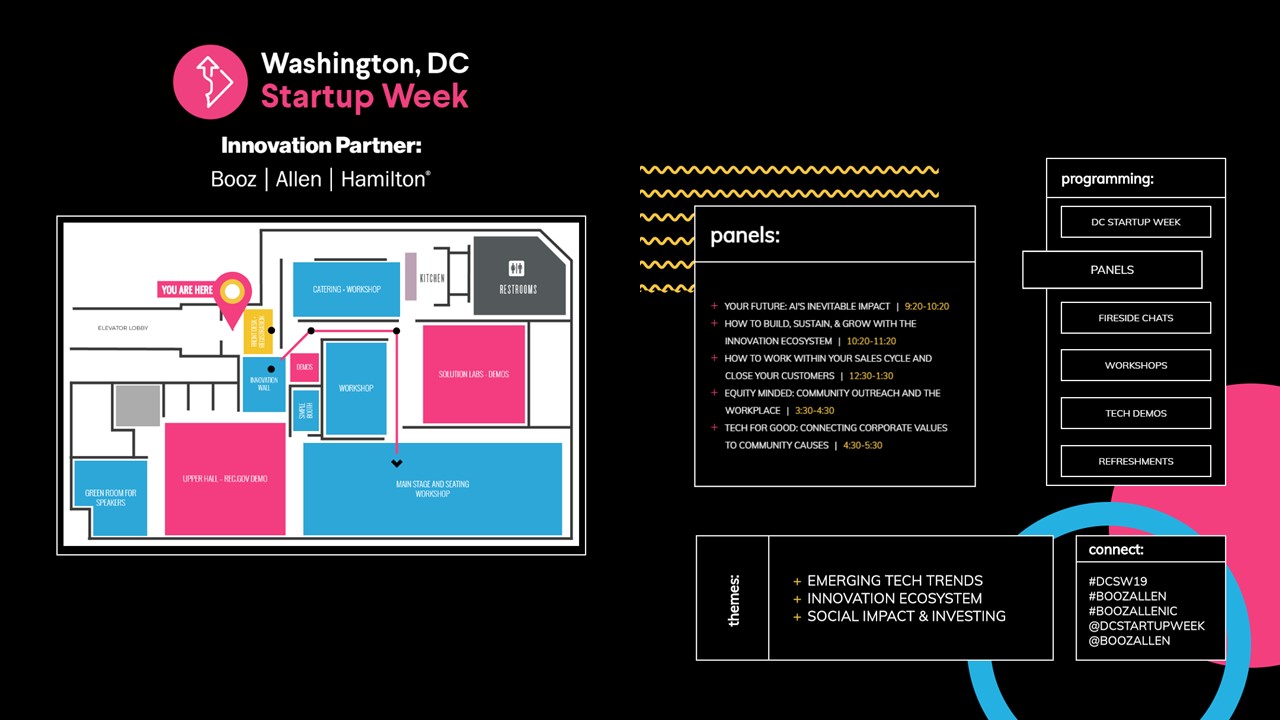 Washington, DC
Startup Week
Innovation Partner:
Booz | Allen | Hamilton®
YOU ARE HERE
ELEVATOR LOBBY
FRONT DESK -
REGISTRATION
CATERING + WORKSHOP
KITCHEN
RESTROOMS
INNOVATION
WALL
DEMOS
WORKSHOP
SOLUTION LABS - DEMOS
UPPER HALL - REC.GOV DEMO
GREEN ROOM FOR
SPEAKERS
MAIN STAGE AND SEATING
WORKSHOP
panels:
+ YOUR FUTURE: AI'S INEVITABLE IMPACT | 9:20-10:20
+ HOW TO BUILD, SUSTAIN, & GROW WITH THE
INNOVATION ECOSYSTEM | 10:20-11:20
+ HOW TO WORK WITHIN YOUR SALES CYCLE AND
CLOSE YOUR CUSTOMERS | 12:30-1:30
+ EQUITY MINDED: COMMUNITY OUTREACH AND THE
WORKPLACE | 3:30-4:30
+ TECH FOR GOOD: CONNECTING CORPORATE VALUES
TO COMMUNITY CAUSES | 4:30-5:30
programming:
DC STARTUP WEEK
PANELS
FIRESIDE CHATS
WORKSHOPS
TECH DEMOS
REFRESHMENTS
themes:
+ EMERGING TECH TRENDS
+ INNOVATION ECOSYSTEM
+ SOCIAL IMPACT & INVESTING
connect:
#DCSW19
#BOOZALLEN
#BOOZALLENIC
@DCSTARTUPWEEK
@BOOZALLEN